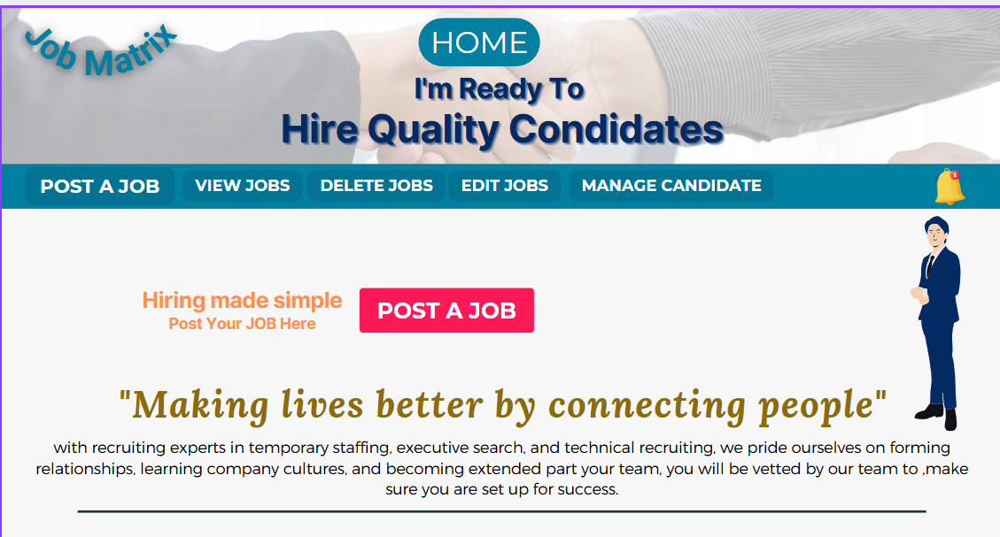 Job Matrix
HOME
I'm Ready To
Hire Quality Condidates
POST A JOB VIEW JOBS DELETE JOBS EDIT JOBS MANAGE CANDIDATE
1
Hiring made simple
Post Your JOB Here
POST A JOB
"Making lives better by connecting people"
with recruiting experts in temporary staffing, executive search, and technical recruiting, we pride ourselves on forming
relationships, learning company cultures, and becoming extended part your team, you will be vetted by our team to ,make
sure you are set up for success.